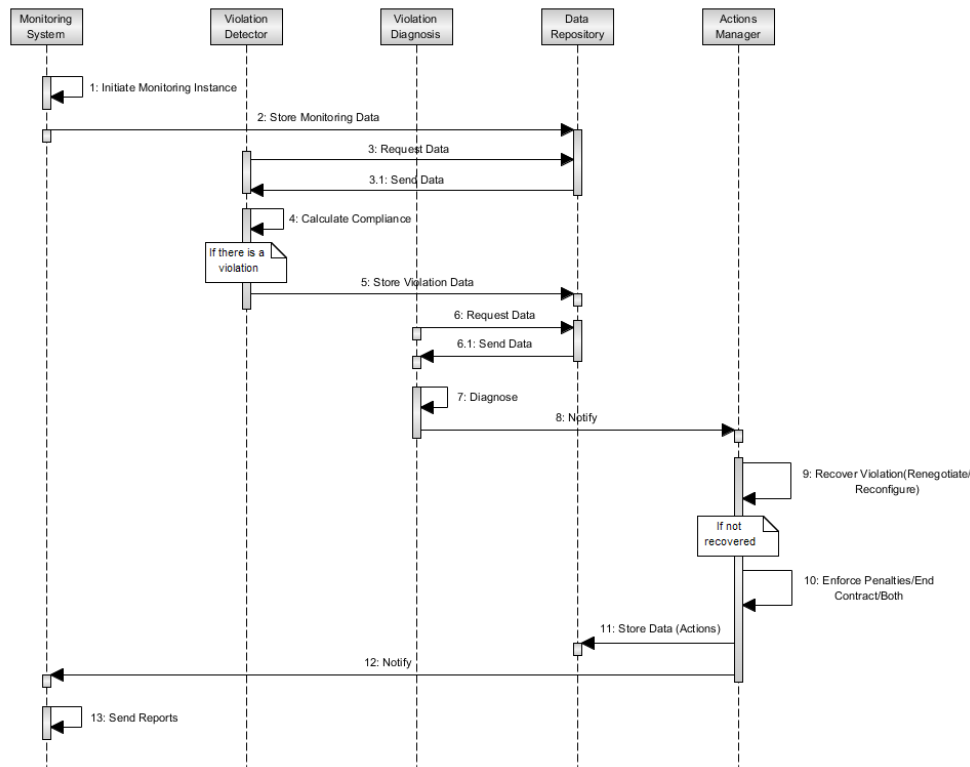 Monitoring
System
Violation
Detector
Violation
Diagnosis
Data
Repository
Actions
Manager
1: Initiate Monitoring Instance
2: Store Monitoring Data
3: Request Data
3.1: Send Data
4: Calculate Compliance
If there is a
violation
5: Store Violation Data
6: Request Data
6.1: Send Data
7: Diagnose
8: Notify
9: Recover Violation(Renegotiate/
Reconfigure)
If not
recovered
10: Enforce Penalties/End
Contract/Both
11: Store Data (Actions)
12: Notify
13: Send Reports